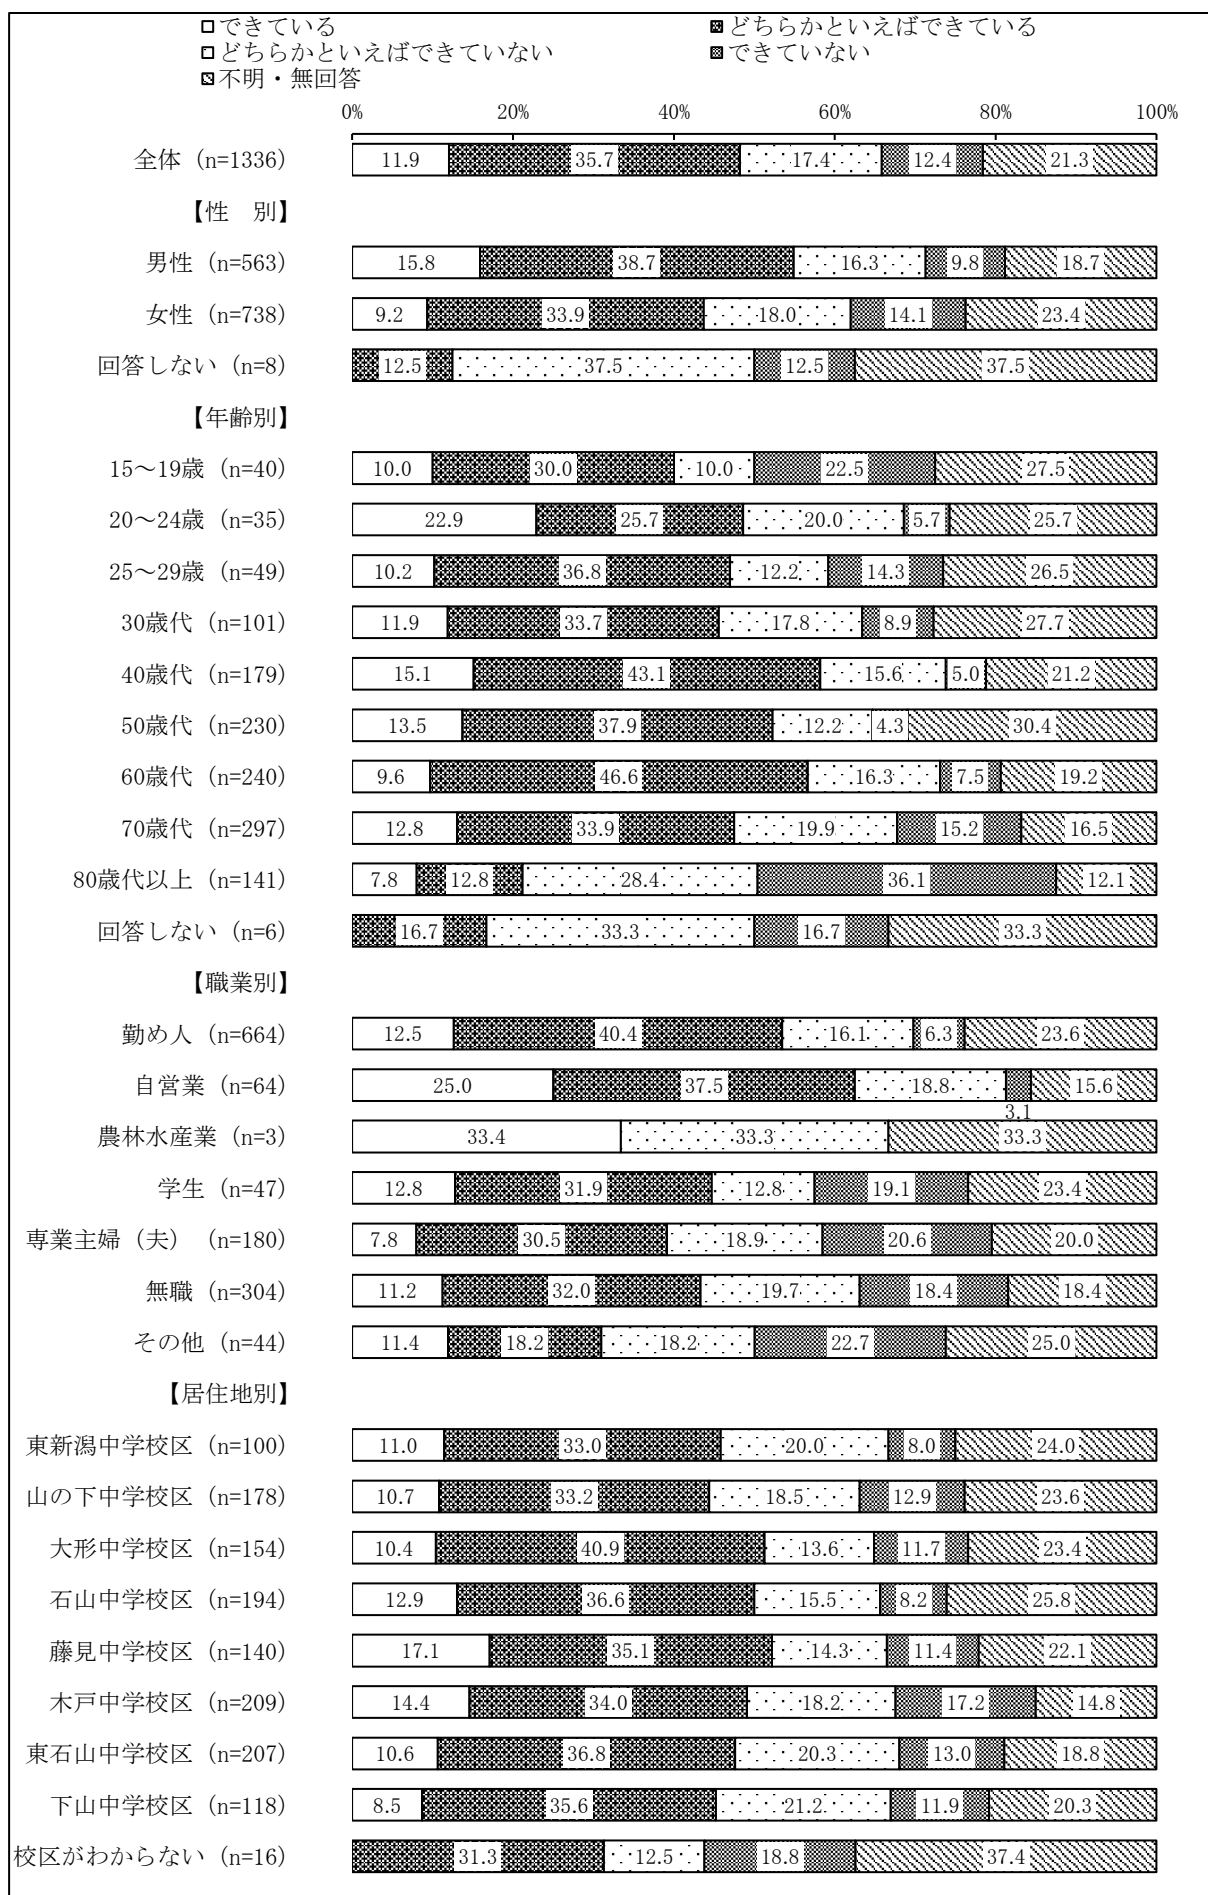 できている どちらかといえばできている
どちらかといえばできていない できていない
不明・無回答
0% 20% 40% 60% 80% 100%
全体（n=1336） 11.9 35.7 17.4 12.4 21.3
【性　別】
男性（n=563） 15.8 38.7 16.3 9.8 18.7
女性（n=738） 9.2 33.9 18.0 14.1 23.4
回答しない（n=8） 12.5 37.5 12.5 37.5
【年齢別】
15～19歳（n=40） 10.0 30.0 10.0 22.5 27.5
20～24歳（n=35） 22.9 25.7 20.0 5.7 25.7
25～29歳（n=49） 10.2 36.8 12.2 14.3 26.5
30歳代（n=101） 11.9 33.7 17.8 8.9 27.7
40歳代（n=179） 15.1 43.1 15.6 5.0 21.2
50歳代（n=230） 13.5 37.9 12.2 4.3 30.4
60歳代（n=240） 9.6 46.6 16.3 7.5 19.2
70歳代（n=297） 12.8 33.9 19.9 15.2 16.5
80歳代以上（n=141） 7.8 12.8 28.4 36.1 12.1
回答しない（n=6） 16.7 33.3 16.7 33.3
【職業別】
勤め人（n=664） 12.5 40.4 16.1 6.3 23.6
自営業（n=64） 25.0 37.5 18.8 3.1 15.6
農林水産業（n=3） 33.4 33.3 33.3
学生（n=47） 12.8 31.9 12.8 19.1 23.4
専業主婦（夫）（n=180） 7.8 30.5 18.9 20.6 20.0
無職（n=304） 11.2 32.0 19.7 18.4 18.4
その他（n=44） 11.4 18.2 18.2 22.7 25.0
【居住地別】
東新潟中学校区（n=100） 11.0 33.0 20.0 8.0 24.0
山の下中学校区（n=178） 10.7 33.2 18.5 12.9 23.6
大形中学校区（n=154） 10.4 40.9 13.6 11.7 23.4
石山中学校区（n=194） 12.9 36.6 15.5 8.2 25.8
藤見中学校区（n=140） 17.1 35.1 14.3 11.4 22.1
木戸中学校区（n=209） 14.4 34.0 18.2 17.2 14.8
東石山中学校区（n=207） 10.6 36.8 20.3 13.0 18.8
下山中学校区（n=118） 8.5 35.6 21.2 11.9 20.3
校区がわからない（n=16） 31.3 12.5 18.8 37.4